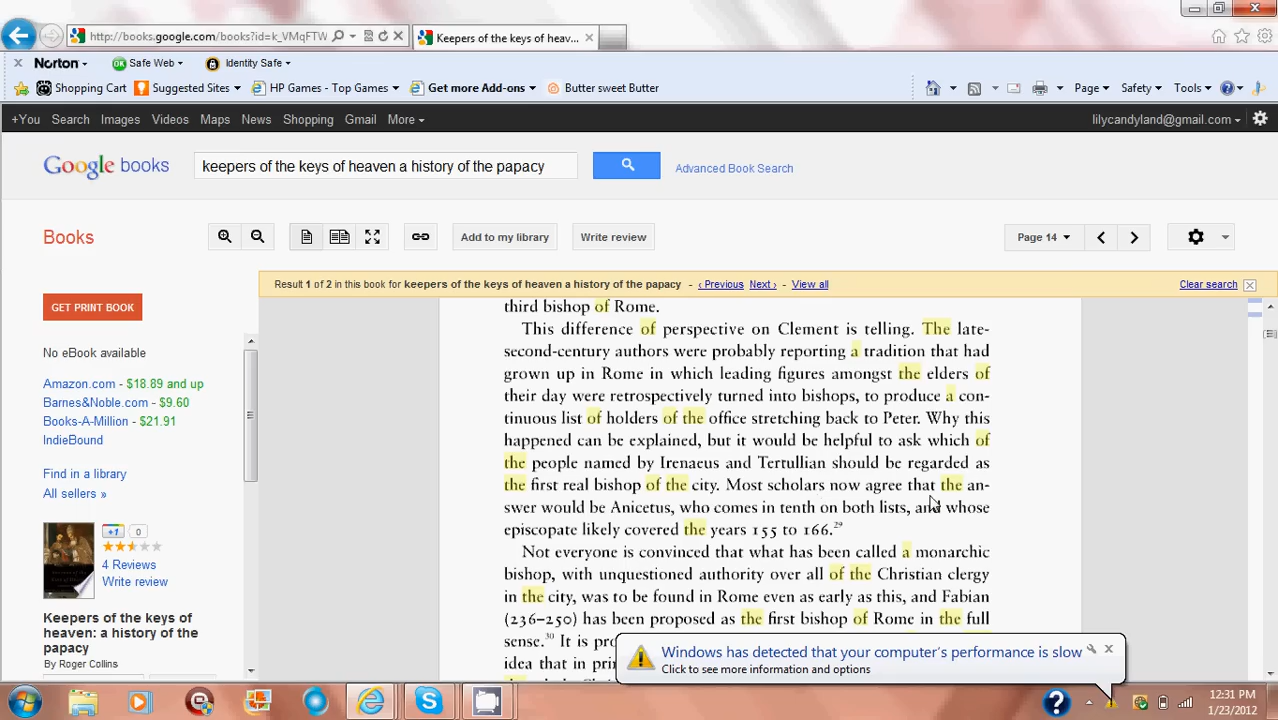 http://books.google.com/books?id=k_VMqFTW
Keepers of the keys of heav...
Norton
Safe Web
Identity Safe
Shopping Cart
Suggested Sites
HP Games - Top Games
Get more Add-ons
Butter sweet Butter
Page
Safety
Tools
+You Search Images Videos Maps News Shopping Gmail More
lilycandyland@gmail.com
Google books
keepers of the keys of heaven a history of the papacy
Advanced Book Search
Books
Add to my library
Write review
Page 14
Result 1 of 2 in this book for keepers of the keys of heaven a history of the papacy - ‹ Previous Next › - View all
Clear search
GET PRINT BOOK
No eBook available
Amazon.com - $18.89 and up
Barnes&Noble.com - $9.60
Books-A-Million - $21.91
IndieBound
Find in a library
All sellers »
+1 0
4 Reviews
Write review
Keepers of the keys of
heaven: a history of the
papacy
By Roger Collins
third bishop of Rome.
This difference of perspective on Clement is telling. The late-
second-century authors were probably reporting a tradition that had
grown up in Rome in which leading figures amongst the elders of
their day were retrospectively turned into bishops, to produce a con-
tinuous list of holders of the office stretching back to Peter. Why this
happened can be explained, but it would be helpful to ask which of
the people named by Irenaeus and Tertullian should be regarded as
the first real bishop of the city. Most scholars now agree that the an-
swer would be Anicetus, who comes in tenth on both lists, and whose
episcopate likely covered the years 155 to 166.29
Not everyone is convinced that what has been called a monarchic
bishop, with unquestioned authority over all of the Christian clergy
in the city, was to be found in Rome even as early as this, and Fabian
(236–250) has been proposed as the first bishop of Rome in the full
sense.30 It is pro
idea that in prin
Windows has detected that your computer's performance is slow
Click to see more information and options
12:31 PM
1/23/2012